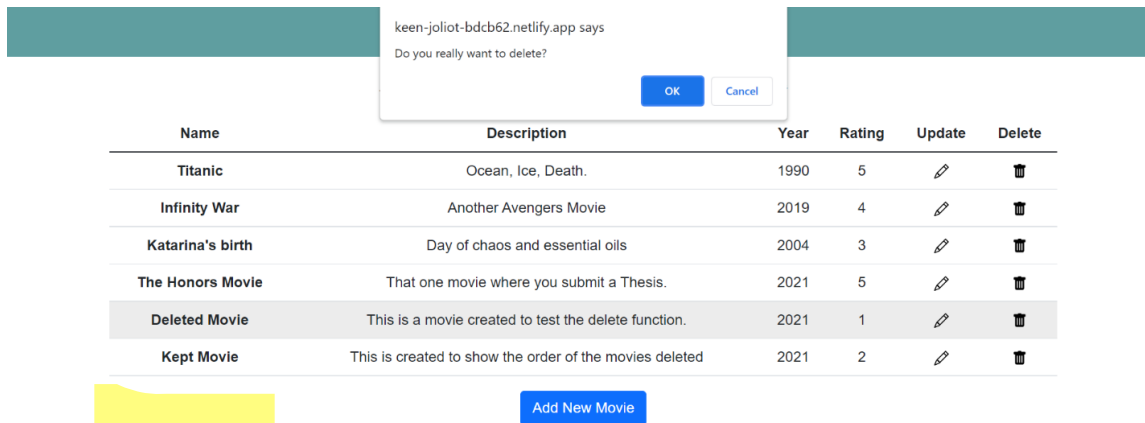 keen-joliot-bdcb62.netlify.app says
Do you really want to delete?
OK Cancel
Name Description Year Rating Update Delete
Titanic Ocean, Ice, Death. 1990 5
Infinity War Another Avengers Movie 2019 4
Katarina's birth Day of chaos and essential oils 2004 3
The Honors Movie That one movie where you submit a Thesis. 2021 5
Deleted Movie This is a movie created to test the delete function. 2021 1
Kept Movie This is created to show the order of the movies deleted 2021 2
Add New Movie